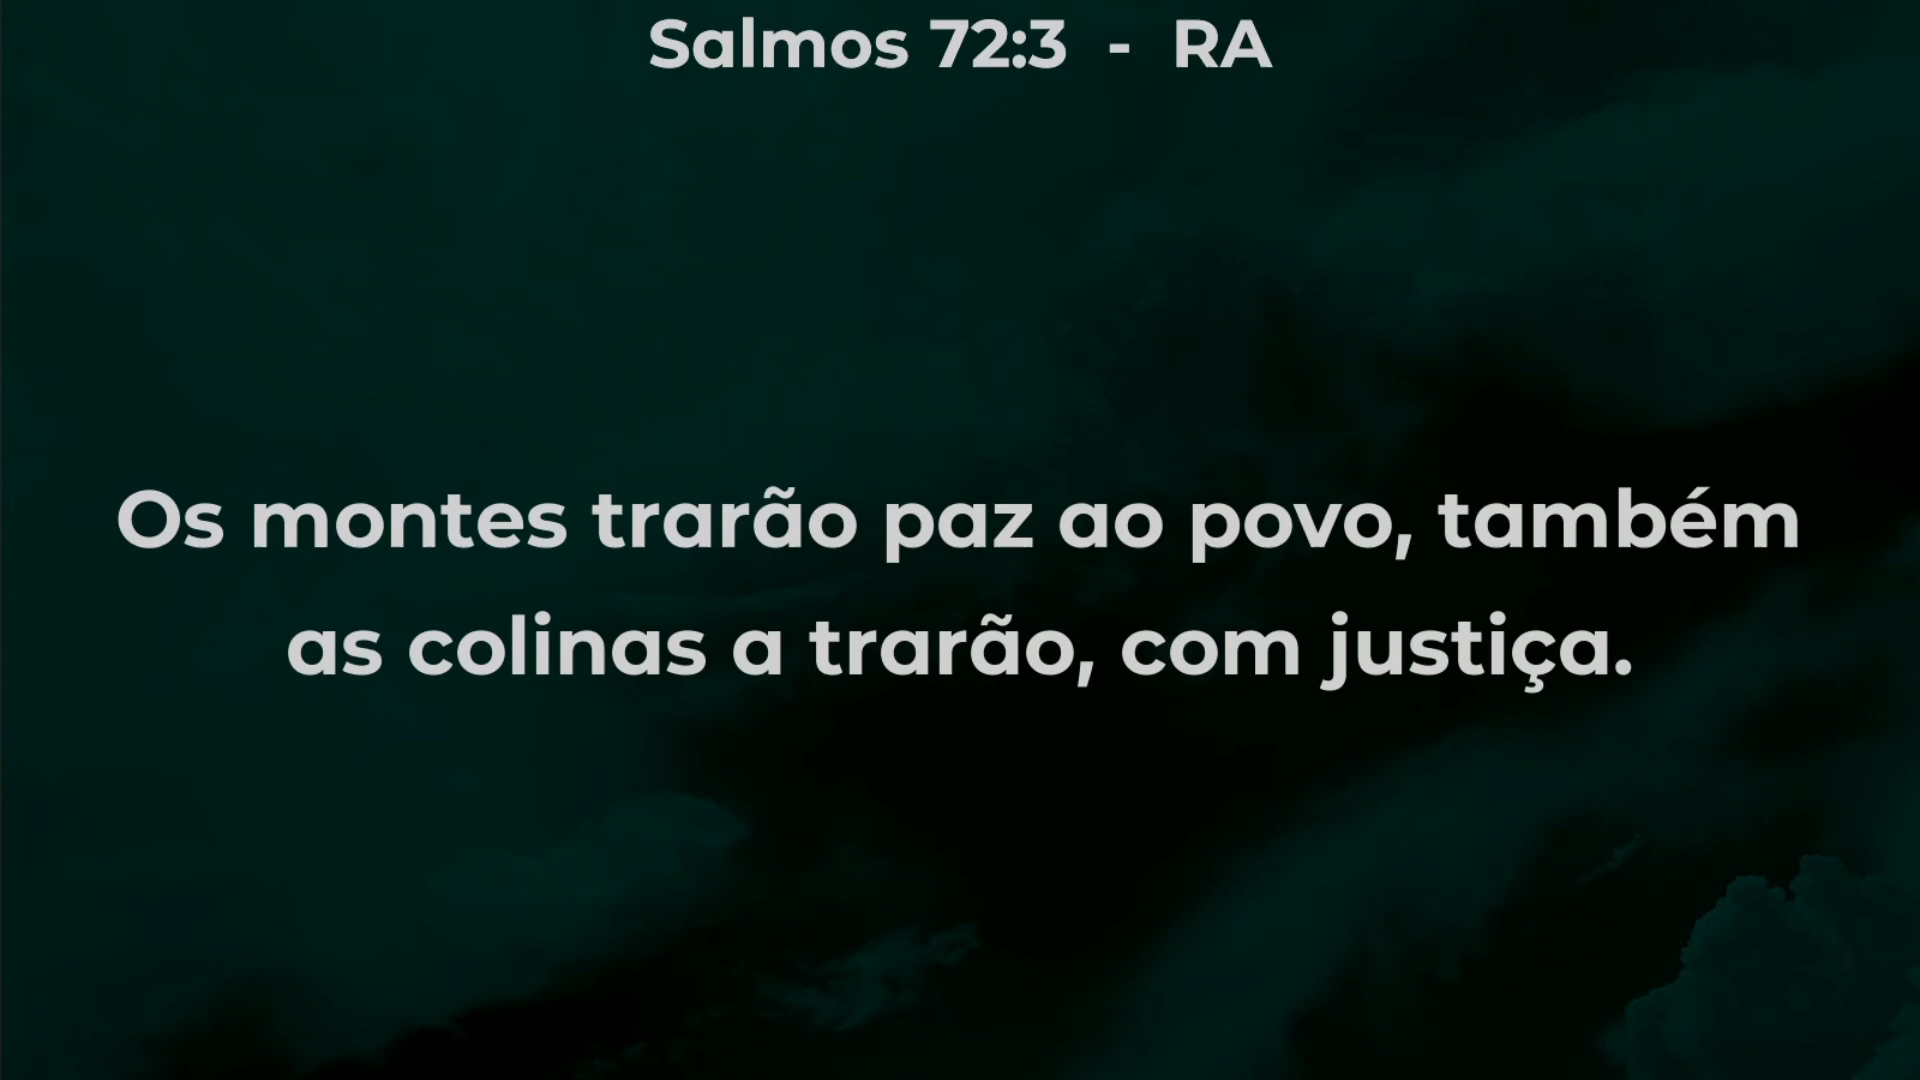 Salmos 72:3 - RA
Os montes trarão paz ao povo, também
as colinas a trarão, com justiça.